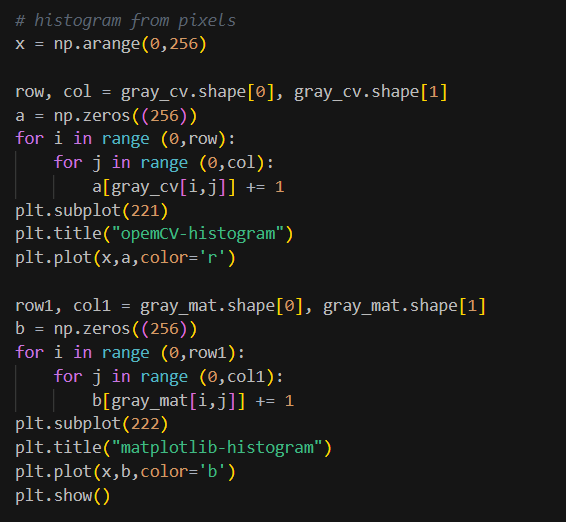 # histogram from pixels
x = np.arange(0,256)
row, col = gray_cv.shape[0], gray_cv.shape[1]
a = np.zeros((256))
for i in range (0,row):
    for j in range (0,col):
        a[gray_cv[i,j]] += 1
plt.subplot(221)
plt.title("opemCV-histogram")
plt.plot(x,a,color='r')
row1, col1 = gray_mat.shape[0], gray_mat.shape[1]
b = np.zeros((256))
for i in range (0,row1):
    for j in range (0,col1):
        b[gray_mat[i,j]] += 1
plt.subplot(222)
plt.title("matplotlib-histogram")
plt.plot(x,b,color='b')
plt.show()